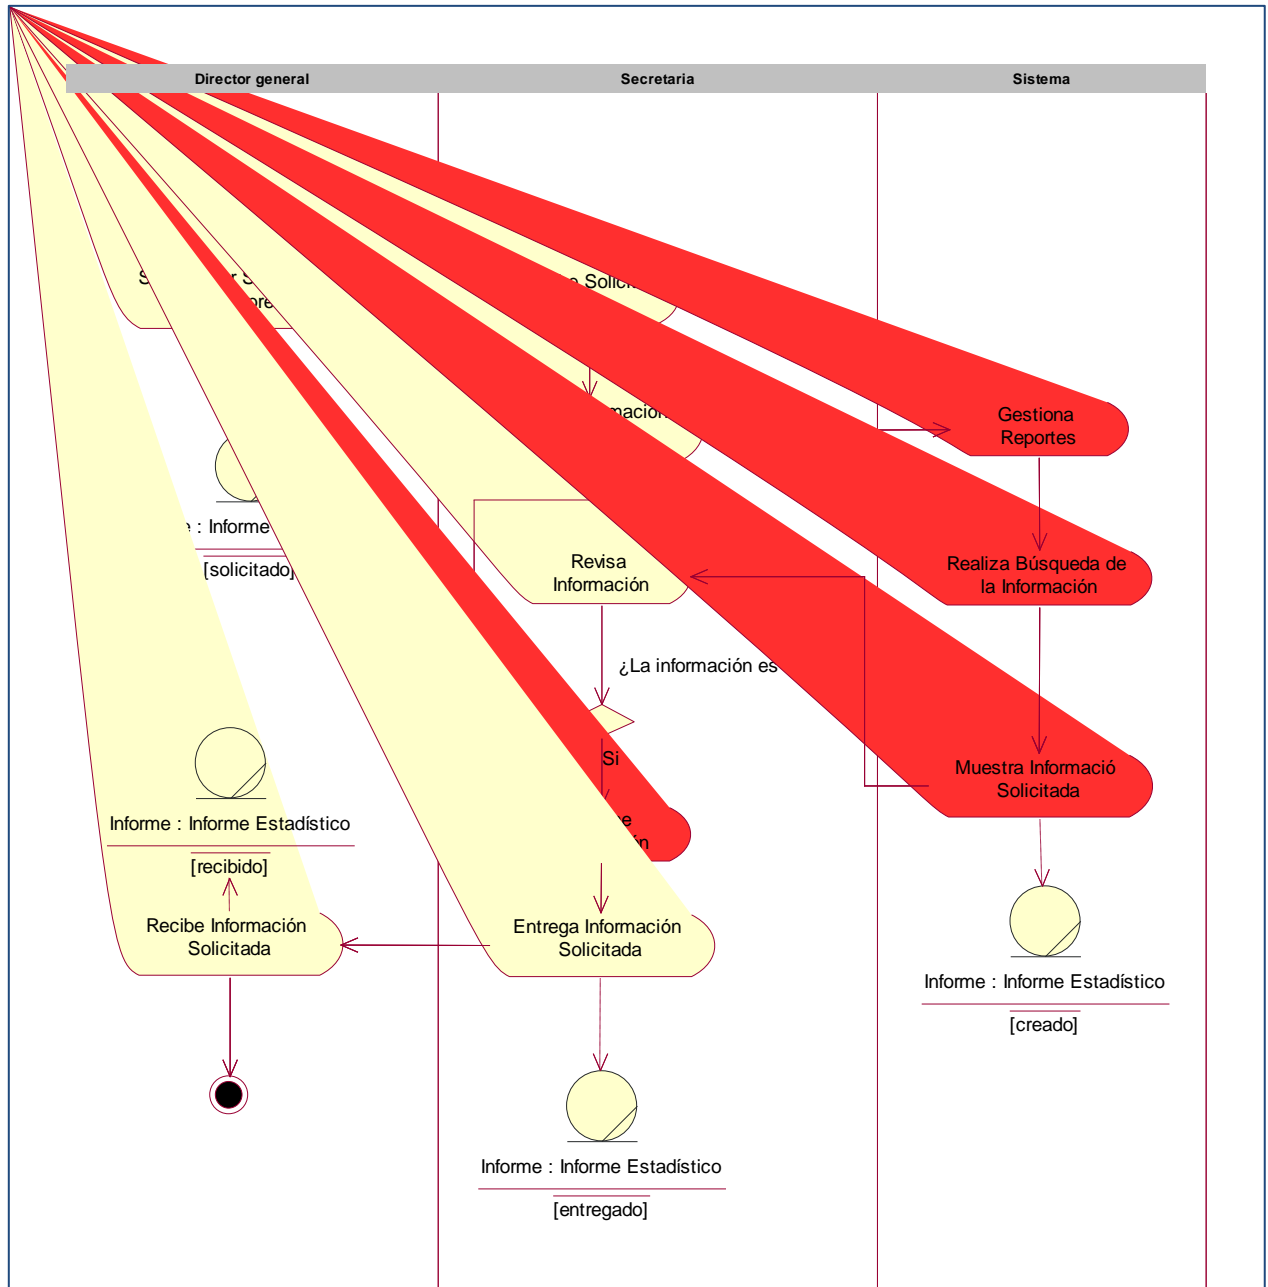 Director general
Secretaria
Sistema
Solici
mación
Gestiona
Reportes
: Informe
[solicitado]
Revisa
Información
Realiza Búsqueda de
la Información
¿La información es
Si
Muestra Informació
Solicitada
Informe : Informe Estadístico
[recibido]
Recibe Información
Solicitada
Entrega Información
Solicitada
Informe : Informe Estadístico
[creado]
Informe : Informe Estadístico
[entregado]